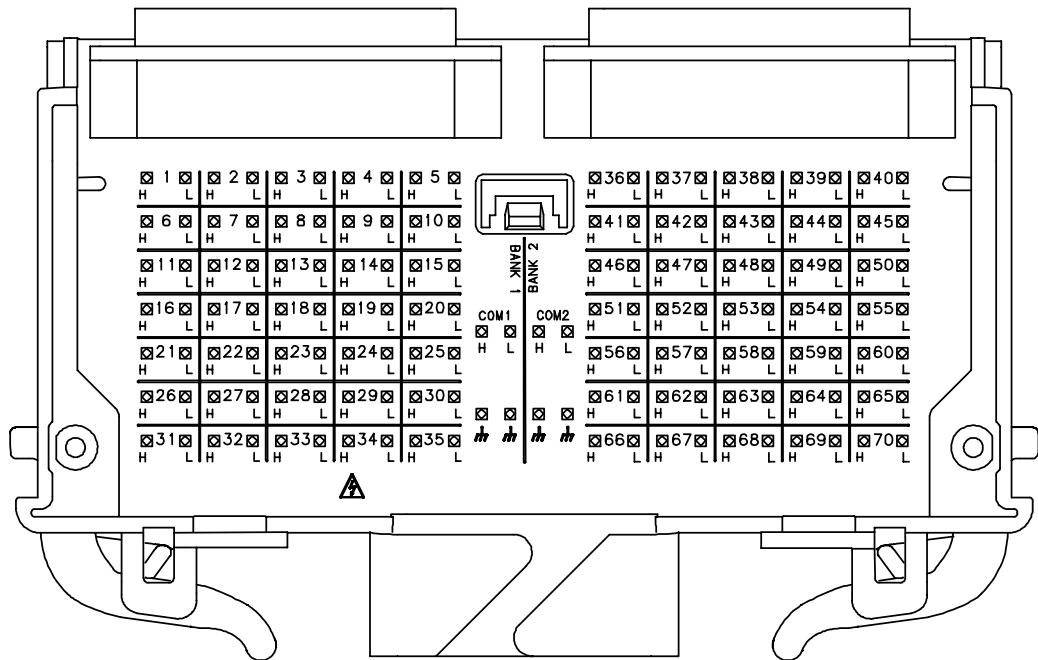 1 2 3 4 5
H L H L H L H L H L
6 7 8 9 10
H L H L H L H L H L
11 12 13 14 15
H L H L H L H L H L
16 17 18 19 20
H L H L H L H L H L
21 22 23 24 25
H L H L H L H L H L
26 27 28 29 30
H L H L H L H L H L
31 32 33 34 35
H L H L H L H L H L
BANK 1
BANK 2
COM1 COM2
H L H L
36 37 38 39 40
H L H L H L H L H L
41 42 43 44 45
H L H L H L H L H L
46 47 48 49 50
H L H L H L H L H L
51 52 53 54 55
H L H L H L H L H L
56 57 58 59 60
H L H L H L H L H L
61 62 63 64 65
H L H L H L H L H L
66 67 68 69 70
H L H L H L H L H L